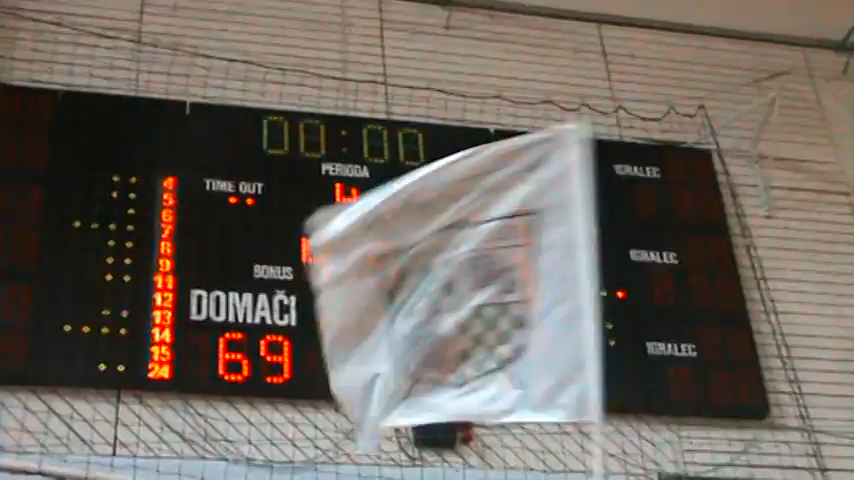 00:00
PERIODA
TIME OUT
IGRALEC
4
5
6
7
8
9
11
12
13
14
15
24
BONUS
IGRALEC
DOMAČI
69
IGRALEC